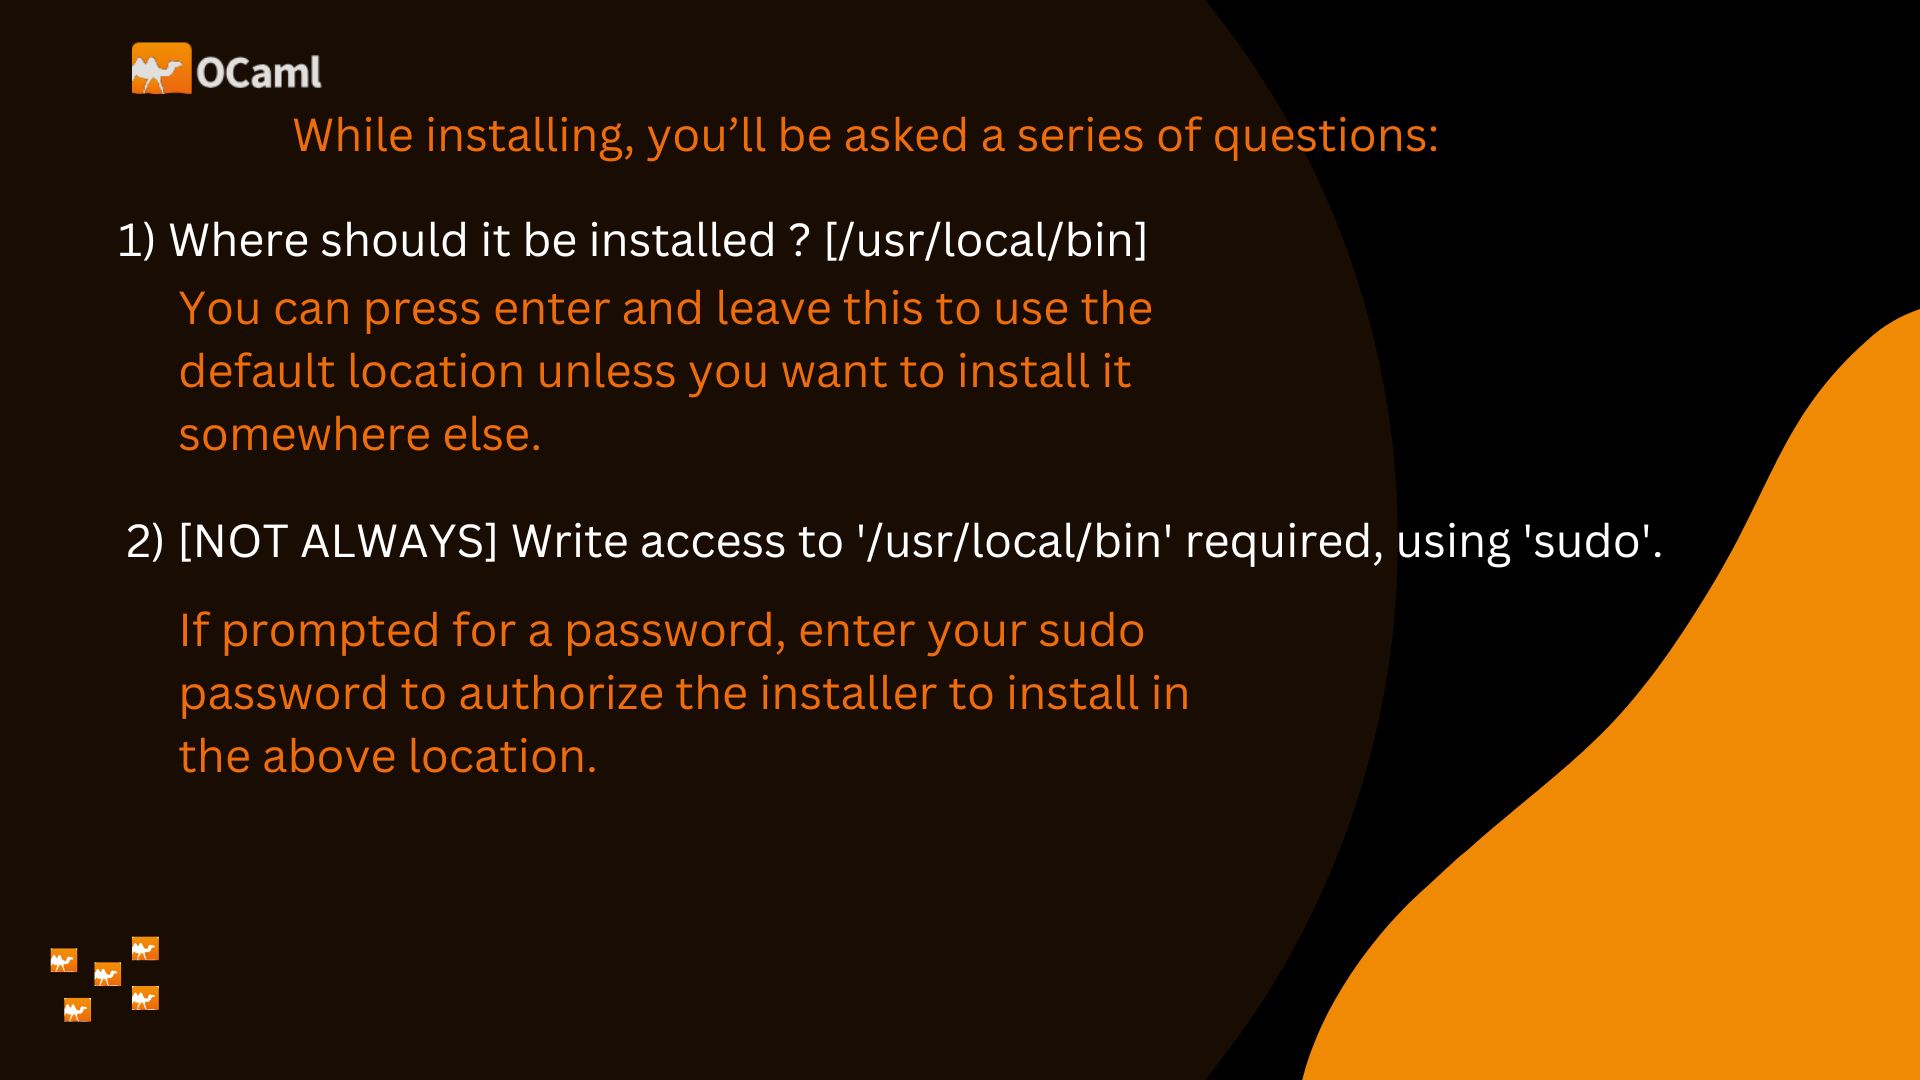 OCaml
While installing, you’ll be asked a series of questions:
1) Where should it be installed ? [/usr/local/bin]
You can press enter and leave this to use the
default location unless you want to install it
somewhere else.
2) [NOT ALWAYS] Write access to '/usr/local/bin' required, using 'sudo'.
If prompted for a password, enter your sudo
password to authorize the installer to install in
the above location.